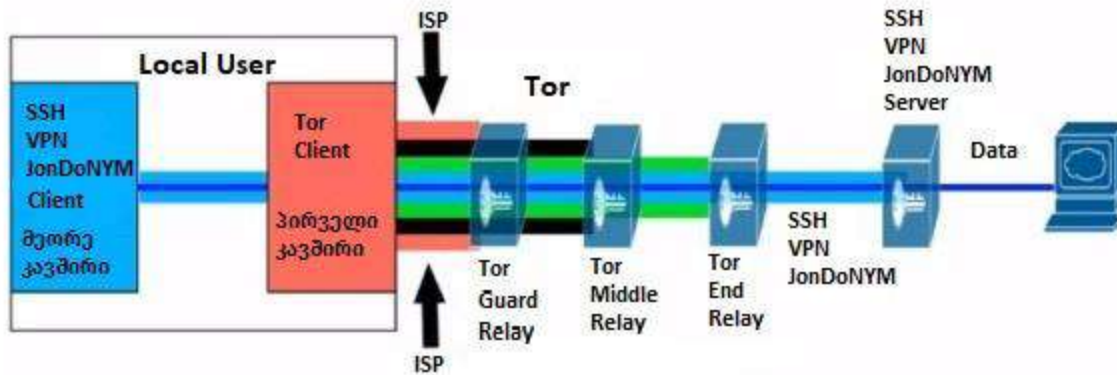 ISP
Local User
SSH
VPN
JonDoNYM
Client
მეორე
კავშირი
Tor
Client
პირველი
კავშირი
Tor
Tor
Guard
Relay
Tor
Middle
Relay
Tor
End
Relay
SSH
VPN
JonDoNYM
SSH
VPN
JonDoNYM
Server
Data
ISP